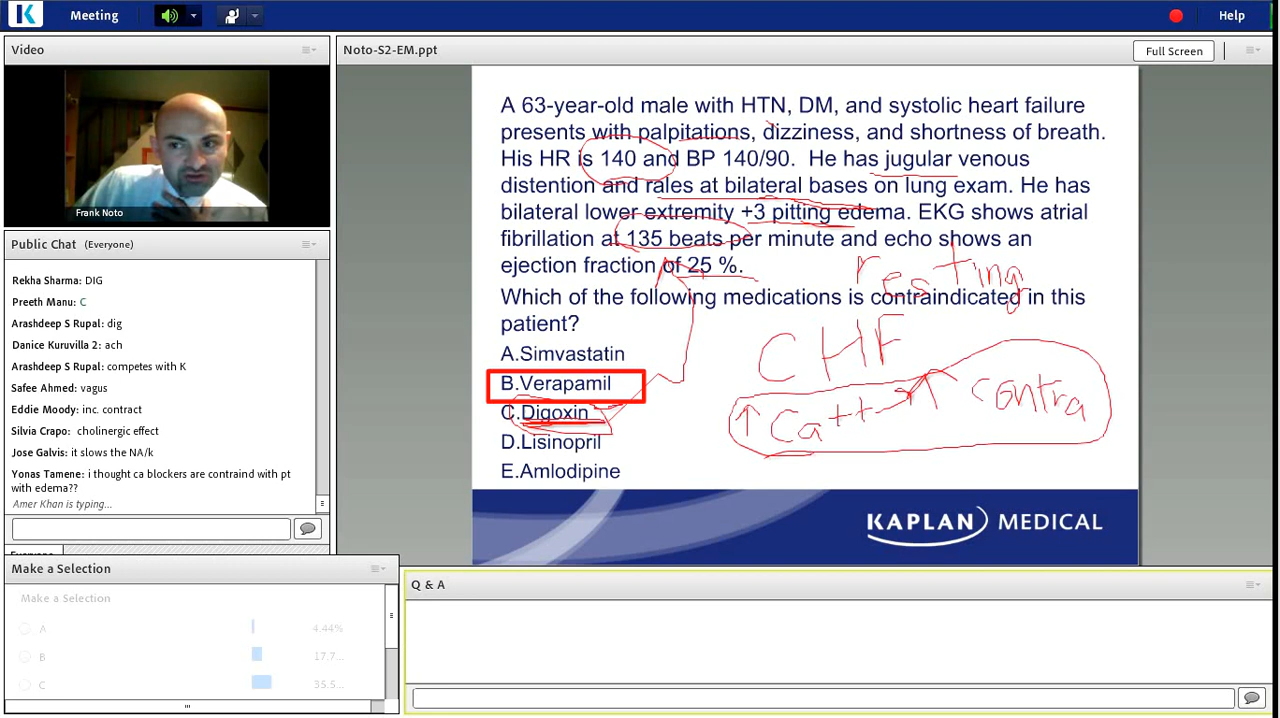 Meeting
Help
Video
Noto-S2-EM.ppt
Full Screen
Frank Noto
Public Chat (Everyone)
Rekha Sharma: DIG
Preeth Manu: C
Arashdeep S Rupal: dig
Danice Kuruvilla 2: ach
Arashdeep S Rupal: competes with K
Safee Ahmed: vagus
Eddie Moody: inc. contract
Silvia Crapo: cholinergic effect
Jose Galvis: it slows the NA/k
Yonas Tamene: i thought ca blockers are contraind with pt
with edema??
Amer Khan is typing...
A 63-year-old male with HTN, DM, and systolic heart failure
presents with palpitations, dizziness, and shortness of breath.
His HR is 140 and BP 140/90. He has jugular venous
distention and rales at bilateral bases on lung exam. He has
bilateral lower extremity +3 pitting edema. EKG shows atrial
fibrillation at 135 beats per minute and echo shows an
ejection fraction of 25 %.
resting
Which of the following medications is contraindicated in this
patient?
A.Simvastatin
B.Verapamil
C.Digoxin
D.Lisinopril
E.Amlodipine
CHF
↑ Ca++ → ↑ contra
KAPLAN MEDICAL
Everyone
Make a Selection
Make a Selection
A 4.44%
B 17.7...
C 35.5...
Q & A